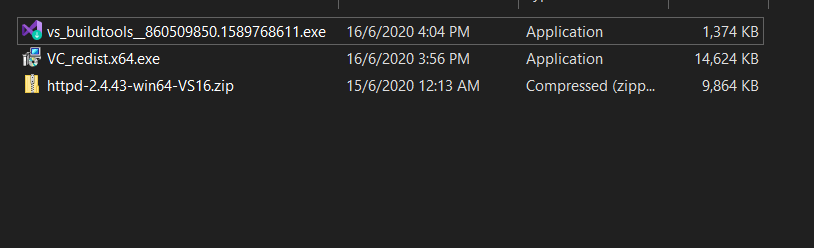 vs_buildtools__860509850.1589768611.exe 16/6/2020 4:04 PM Application 1,374 KB
VC_redist.x64.exe 16/6/2020 3:56 PM Application 14,624 KB
httpd-2.4.43-win64-VS16.zip 15/6/2020 12:13 AM Compressed (zipp... 9,864 KB